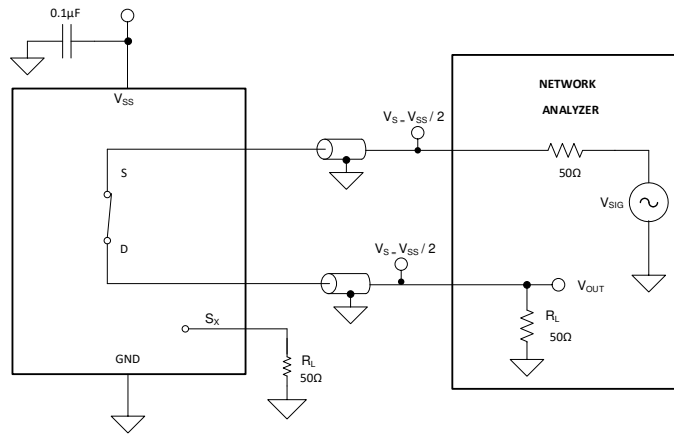 0.1µF
VSS
NETWORK
ANALYZER
VS = VSS / 2
S
50Ω
VSIG
D
VS = VSS / 2
VOUT
SX
RL
50Ω
GND
RL
50Ω